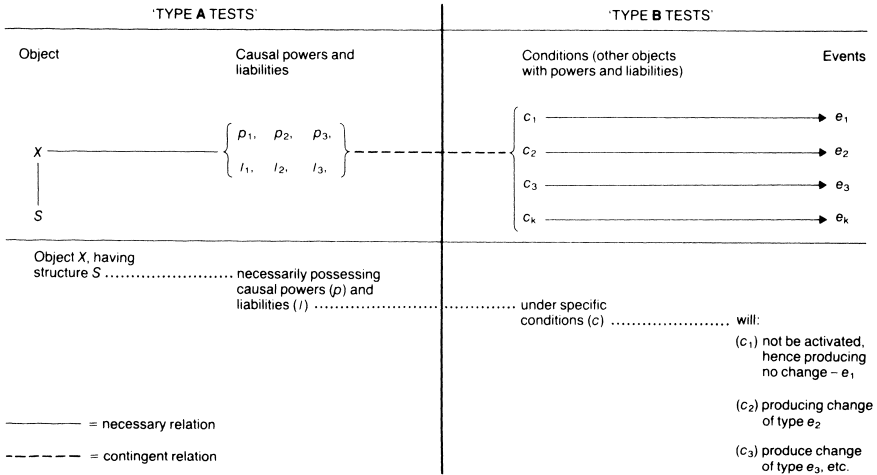 'TYPE A TESTS'
'TYPE B TESTS'
Object
Causal powers and
liabilities
Conditions (other objects
with powers and liabilities)
Events
X
S
p₁, p₂, p₃,
l₁, l₂, l₃,
c₁ e₁
c₂ e₂
c₃ e₃
cₖ eₖ
Object X, having
structure S ........................ necessarily possessing
causal powers (p) and
liabilities (l) ........................................ under specific
conditions (c) ...................... will:
(c₁) not be activated,
hence producing
no change – e₁
(c₂) producing change
of type e₂
(c₃) produce change
of type e₃, etc.
= necessary relation
= contingent relation